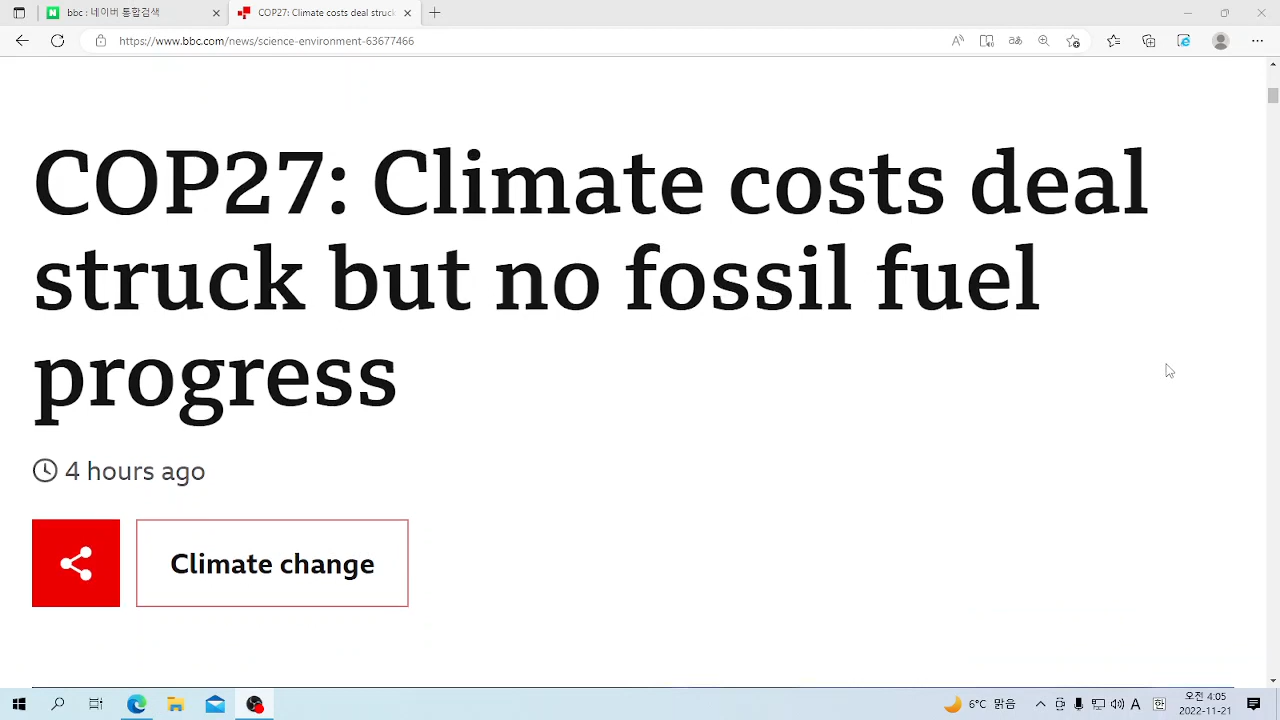 bbc : 네이버 통합검색
COP27: Climate costs deal struck
https://www.bbc.com/news/science-environment-63677466
COP27: Climate costs deal
struck but no fossil fuel
progress
4 hours ago
Climate change
6°C 맑음
A
오전 4:05
2022-11-21